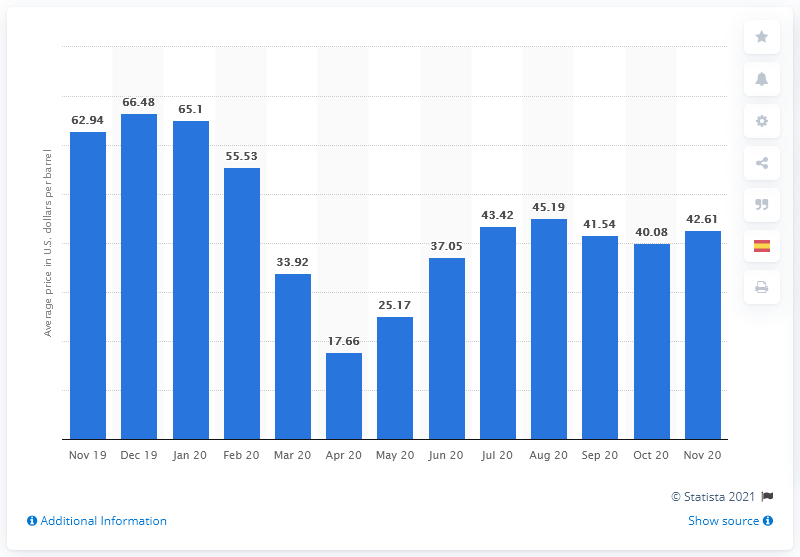 Average price in U.S. dollars per barrel
62.94
66.48
65.1
55.53
33.92
17.66
25.17
37.05
43.42
45.19
41.54
40.08
42.61
Nov 19 Dec 19 Jan 20 Feb 20 Mar 20 Apr 20 May 20 Jun 20 Jul 20 Aug 20 Sep 20 Oct 20 Nov 20
© Statista 2021
Additional Information
Show source